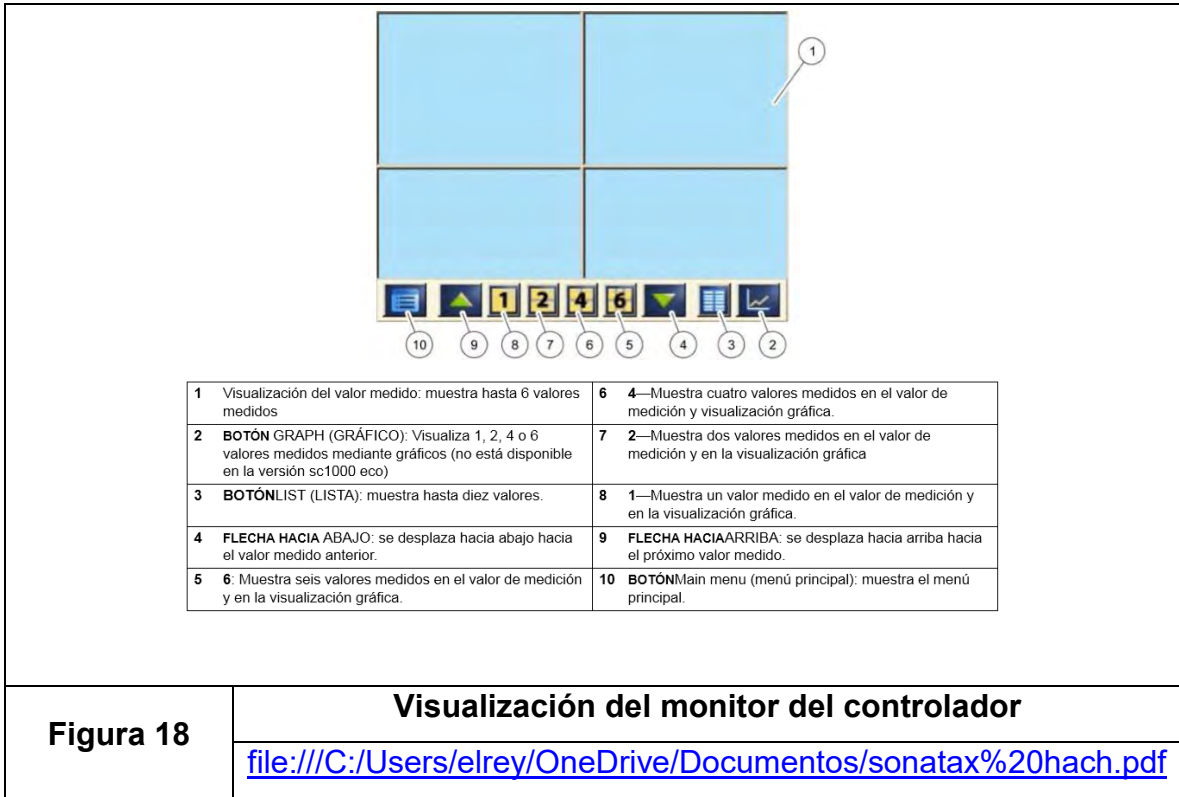 1
1 2 4 6
10 9 8 7 6 5 4 3 2
1 Visualización del valor medido: muestra hasta 6 valores
medidos
6 4—Muestra cuatro valores medidos en el valor de
medición y visualización gráfica.
2 BOTÓN GRAPH (GRÁFICO): Visualiza 1, 2, 4 o 6
valores medidos mediante gráficos (no está disponible
en la versión sc1000 eco)
7 2—Muestra dos valores medidos en el valor de
medición y en la visualización gráfica
3 BOTÓNLIST (LISTA): muestra hasta diez valores.
8 1—Muestra un valor medido en el valor de medición y
en la visualización gráfica.
4 FLECHA HACIA ABAJO: se desplaza hacia abajo hacia
el valor medido anterior.
9 FLECHA HACIAARRIBA: se desplaza hacia arriba hacia
el próximo valor medido.
5 6: Muestra seis valores medidos en el valor de medición
y en la visualización gráfica.
10 BOTÓNMain menu (menú principal): muestra el menú
principal.
Figura 18
Visualización del monitor del controlador
file:///C:/Users/elrey/OneDrive/Documentos/sonatax%20hach.pdf